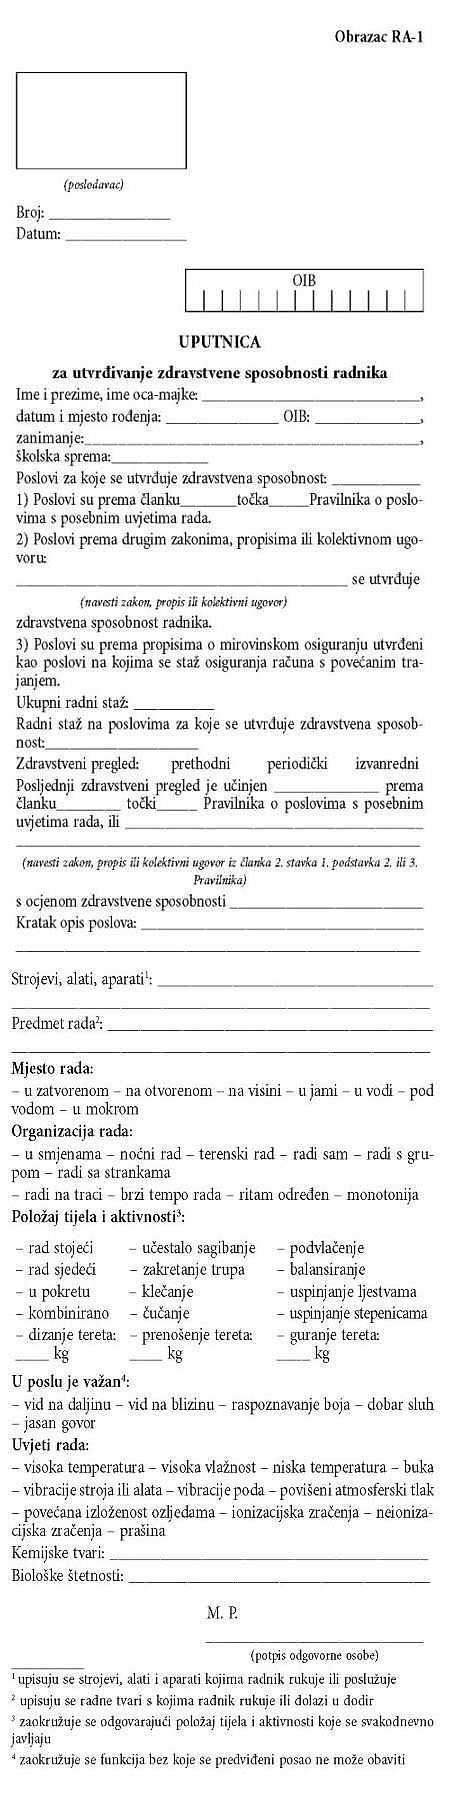 Obrazac RA-1
(poslodavac)
Broj: _______________
Datum: _______________
OIB
UPUTNICA
za utvrđivanje zdravstvene sposobnosti radnika
Ime i prezime, ime oca-majke: ___________________________,
datum i mjesto rođenja: ______________ OIB: _____________,
zanimanje:__________________________________________,
školska sprema:____________
Poslovi za koje se utvrđuje zdravstvena sposobnost: ___________
1) Poslovi su prema članku_______točka_____Pravilnika o poslo-
vima s posebnim uvjetima rada.
2) Poslovi prema drugim zakonima, propisima ili kolektivnom ugo-
voru:
_________________________________________ se utvrđuje
(navesti zakon, propis ili kolektivni ugovor)
zdravstvena sposobnost radnika.
3) Poslovi su prema propisima o mirovinskom osiguranju utvrđeni
kao poslovi na kojima se staž osiguranja računa s povećanim tra-
janjem.
Ukupni radni staž: __________
Radni staž na poslovima za koje se utvrđuje zdravstvena sposob-
nost:___________________
Zdravstveni pregled: prethodni periodički izvanredni
Posljednji zdravstveni pregled je učinjen _____________ prema
članku________ točki_____ Pravilnika o poslovima s posebnim
uvjetima rada, ili _____________________________________
__________________________________________________
(navesti zakon, propis ili kolektivni ugovor iz članka 2. stavka 1. podstavka 2. ili 3.
Pravilnika)
s ocjenom zdravstvene sposobnosti ________________________
Kratak opis poslova: ___________________________________
__________________________________________________
Strojevi, alati, aparati¹: __________________________________
____________________________________________________
Predmet rada²: ________________________________________
____________________________________________________
Mjesto rada:
– u zatvorenom – na otvorenom – na visini – u jami – u vodi – pod
vodom – u mokrom
Organizacija rada:
– u smjenama – noćni rad – terenski rad – radi sam – radi s gru-
pom – radi sa strankama
– radi na traci – brzi tempo rada – ritam određen – monotonija
Položaj tijela i aktivnosti³:
– rad stojeći – učestalo sagibanje – podvlačenje
– rad sjedeći – zakretanje trupa – balansiranje
– u pokretu – klečanje – uspinjanje ljestvama
– kombinirano – čučanje – uspinjanje stepenicama
– dizanje tereta: – prenošenje tereta: – guranje tereta:
____ kg ____ kg ____ kg
U poslu je važan⁴:
– vid na daljinu – vid na blizinu – raspoznavanje boja – dobar sluh
– jasan govor
Uvjeti rada:
– visoka temperatura – visoka vlažnost – niska temperatura – buka
– vibracije stroja ili alata – vibracije poda – povišeni atmosferski tlak
– povećana izloženost ozljedama – ionizacijska zračenja – neioniza-
cijska zračenja – prašina
Kemijske tvari: _______________________________________
Biološke štetnosti: _____________________________________
M. P.
___________________________
(potpis odgovorne osobe)
¹ upisuju se strojevi, alati i aparati kojima radnik rukuje ili poslužuje
² upisuju se radne tvari s kojima radnik rukuje ili dolazi u dodir
³ zaokružuje se odgovarajući položaj tijela i aktivnosti koje se svakodnevno
javljaju
⁴ zaokružuje se funkcija bez koje se predviđeni posao ne može obaviti